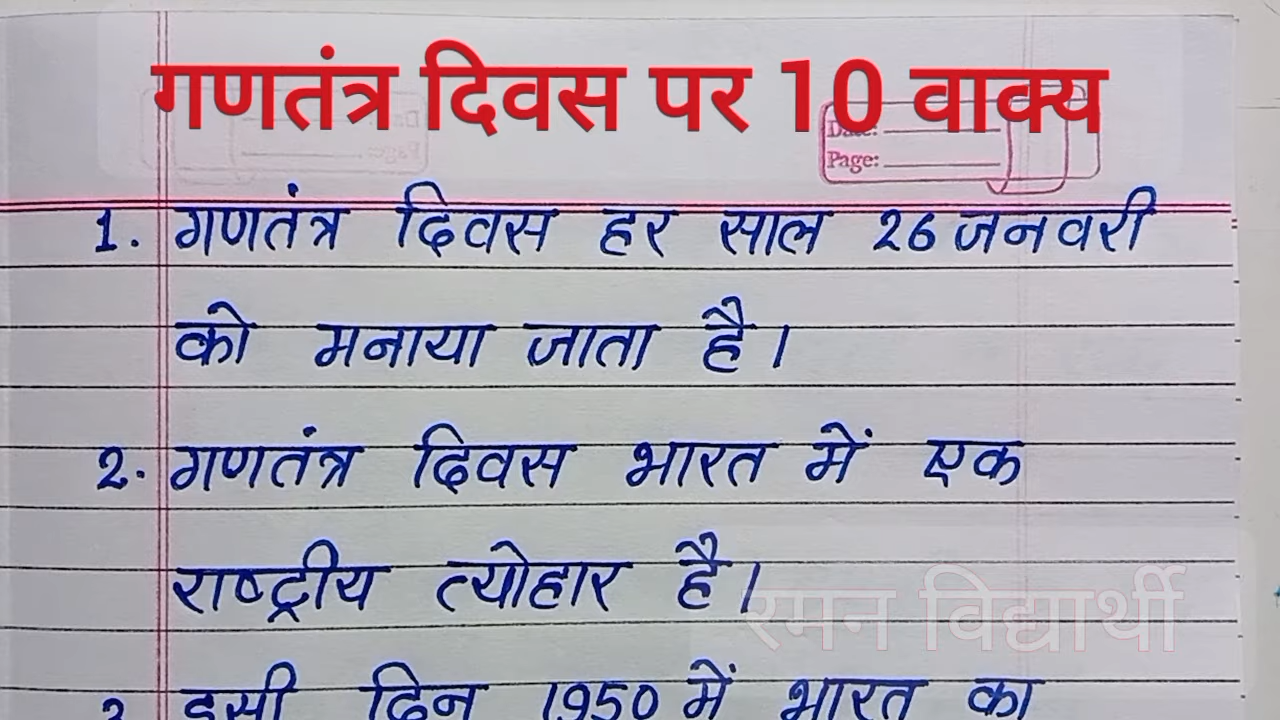 गणतंत्र दिवस पर 10 वाक्य
Date:
Page:
1. गणतंत्र दिवस हर साल 26 जनवरी
को मनाया जाता है।
2. गणतंत्र दिवस भारत में एक
राष्ट्रीय त्योहार है।
रमन विद्यार्थी
3. इसी दिन 1950 में भारत का